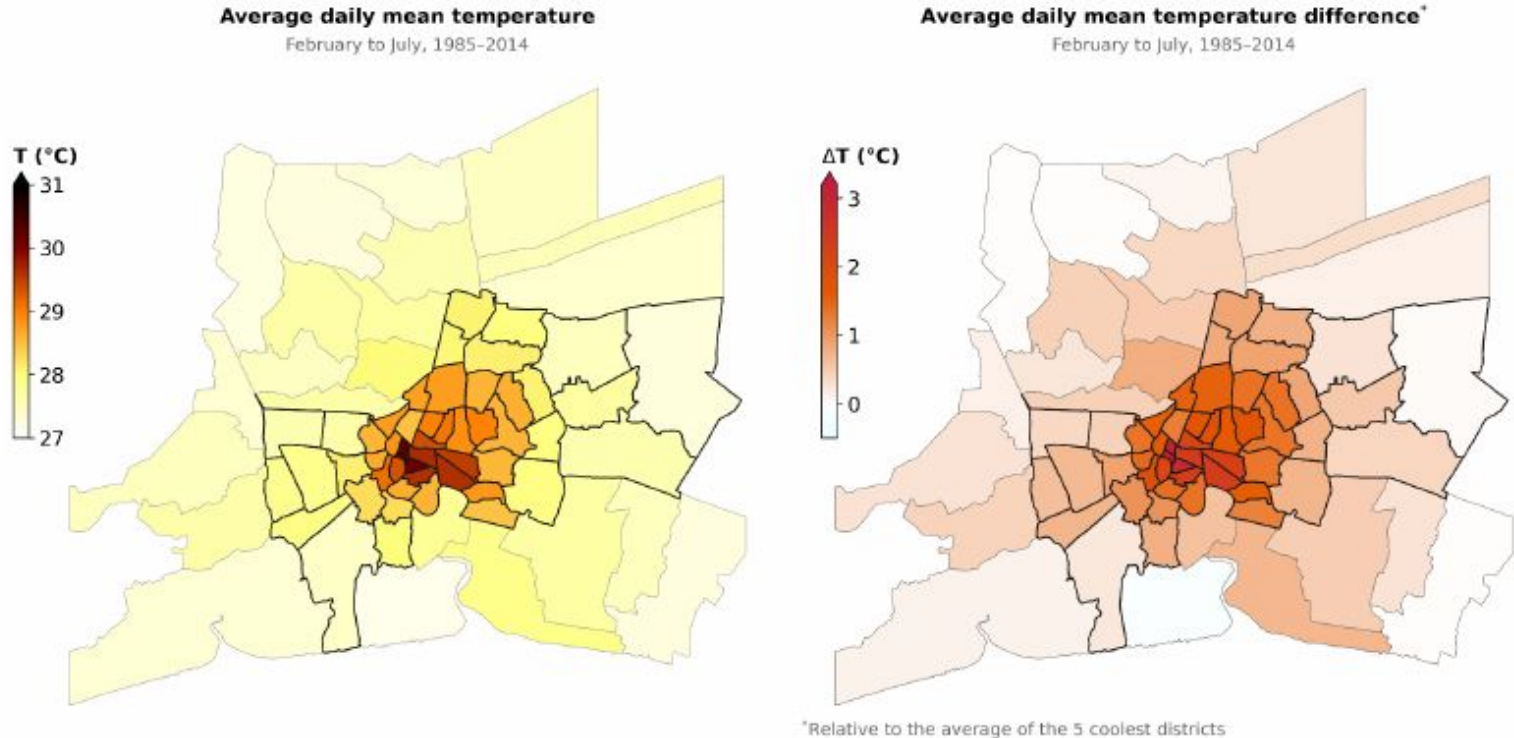 Average daily mean temperature
February to July, 1985–2014
T (°C)
31
30
29
28
27
Average daily mean temperature difference*
February to July, 1985–2014
ΔT (°C)
3
2
1
0
*Relative to the average of the 5 coolest districts